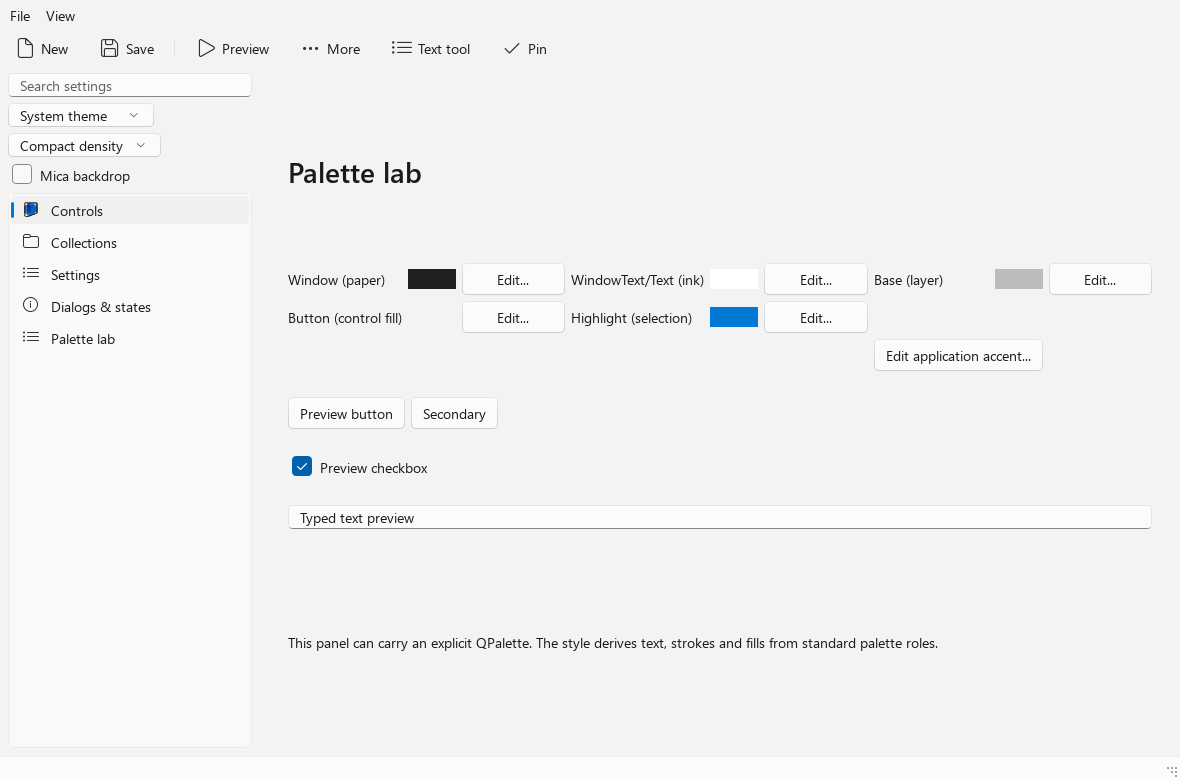 File View
New Save Preview More Text tool Pin
Search settings
System theme
Compact density
Mica backdrop
Controls
Collections
Settings
Dialogs & states
Palette lab
Palette lab
Window (paper) Edit... WindowText/Text (ink) Edit... Base (layer) Edit...
Button (control fill) Edit... Highlight (selection) Edit...
Edit application accent...
Preview button Secondary
Preview checkbox
Typed text preview
This panel can carry an explicit QPalette. The style derives text, strokes and fills from standard palette roles.